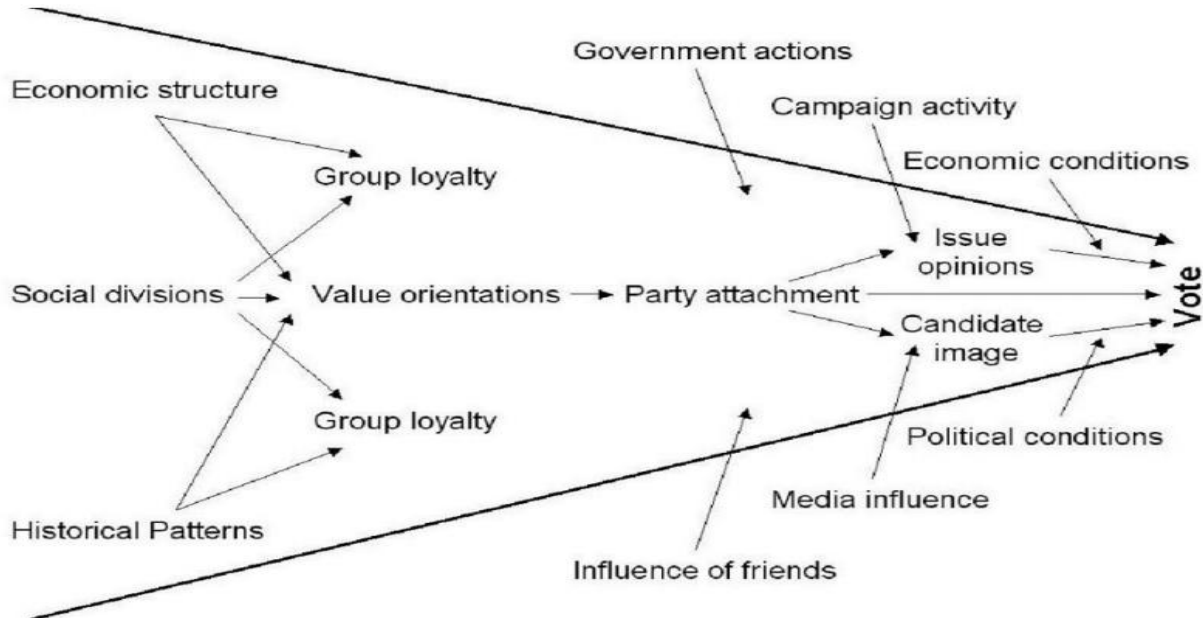 Government actions
Economic structure
Campaign activity
Economic conditions
Group loyalty
Issue
opinions
Social divisions
Value orientations
Party attachment
Vote
Candidate
image
Group loyalty
Political conditions
Media influence
Historical Patterns
Influence of friends